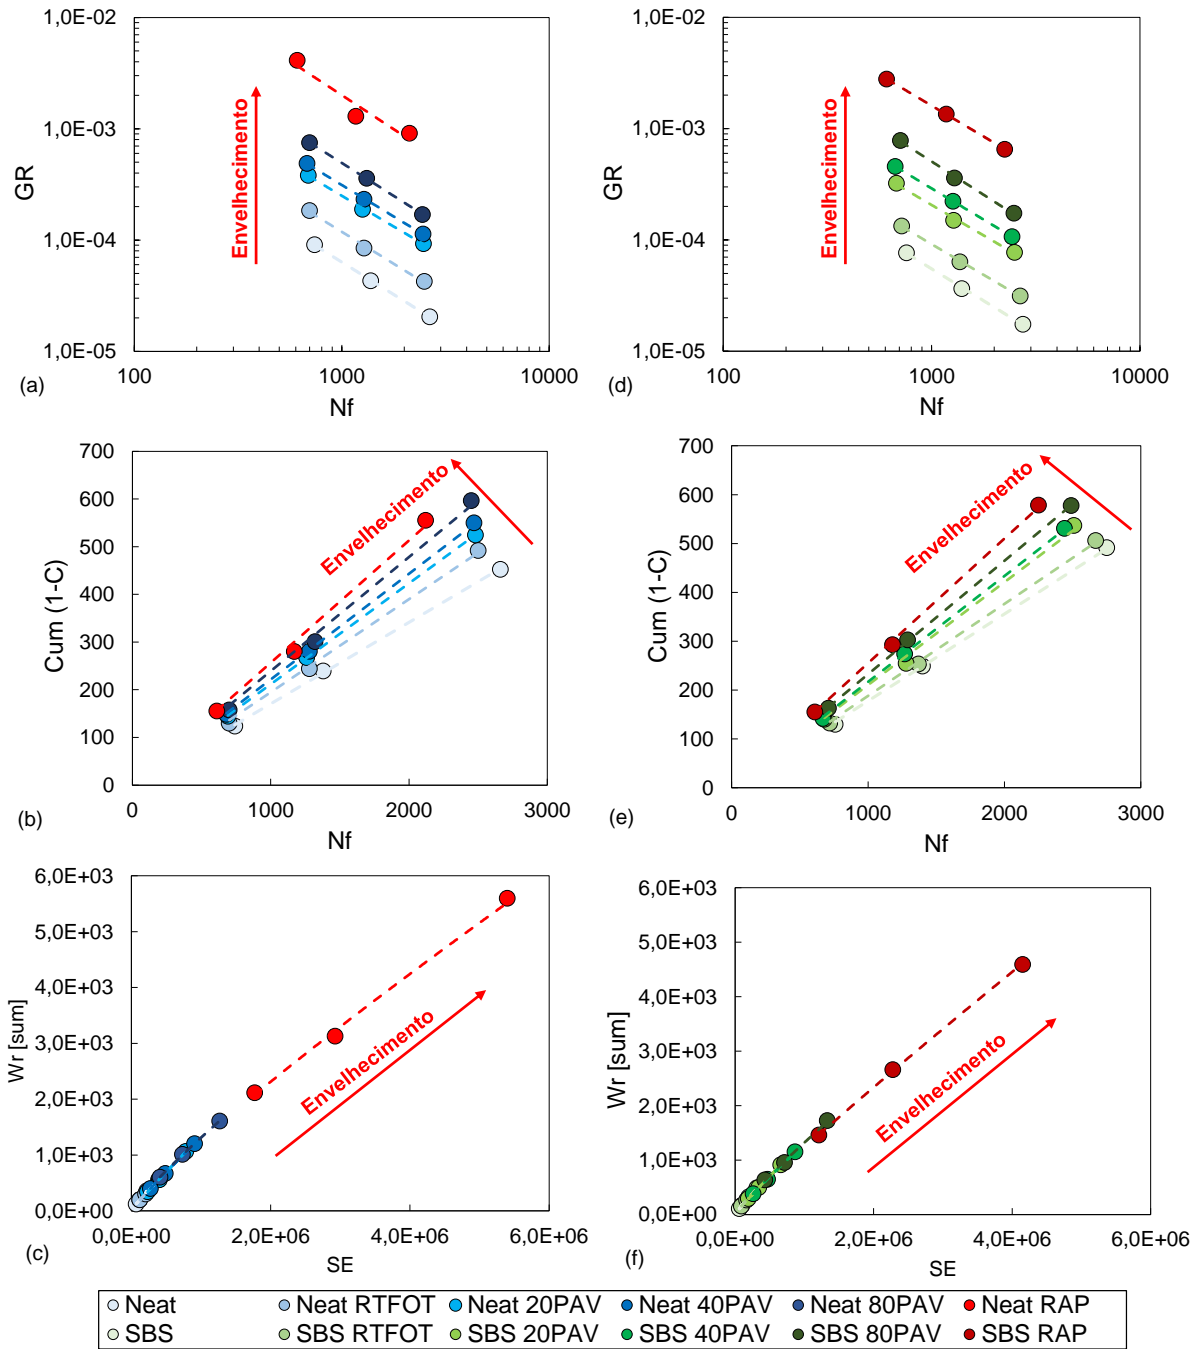 1,0E-02
1,0E-03
1,0E-04
1,0E-05
GR
Envelhecimento
100
1000
10000
Nf
(a)
1,0E-02
1,0E-03
1,0E-04
1,0E-05
GR
Envelhecimento
100
1000
10000
Nf
(d)
700
600
500
400
300
200
100
0
Cum (1-C)
Envelhecimento
0
1000
2000
3000
Nf
(b)
700
600
500
400
300
200
100
0
Cum (1-C)
Envelhecimento
0
1000
2000
3000
Nf
(e)
6,0E+03
5,0E+03
4,0E+03
3,0E+03
2,0E+03
1,0E+03
0,0E+00
Wr [sum]
Envelhecimento
0,0E+00
2,0E+06
4,0E+06
6,0E+06
SE
(c)
6,0E+03
5,0E+03
4,0E+03
3,0E+03
2,0E+03
1,0E+03
0,0E+00
Wr [sum]
Envelhecimento
0,0E+00
2,0E+06
4,0E+06
6,0E+06
SE
(f)
Neat Neat RTFOT Neat 20PAV Neat 40PAV Neat 80PAV Neat RAP
SBS SBS RTFOT SBS 20PAV SBS 40PAV SBS 80PAV SBS RAP